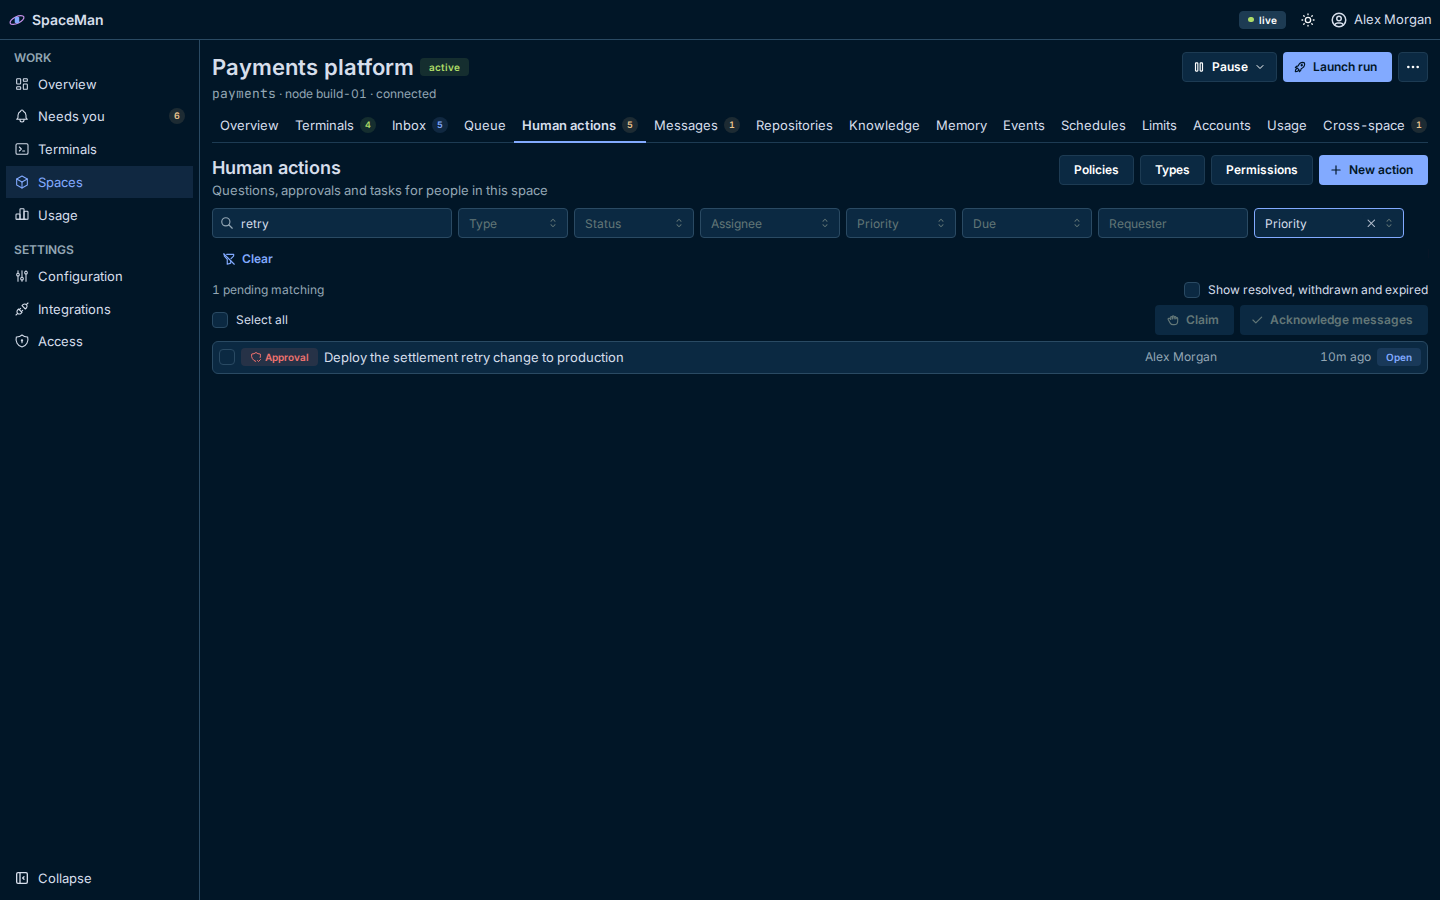 SpaceMan
live
Alex Morgan
WORK
Overview
Needs you 6
Terminals
Spaces
Usage
SETTINGS
Configuration
Integrations
Access
Collapse
Payments platform active
Pause
Launch run
payments · node build-01 · connected
Overview Terminals 4 Inbox 5 Queue Human actions 5 Messages 1 Repositories Knowledge Memory Events Schedules Limits Accounts Usage Cross-space 1
Human actions
Questions, approvals and tasks for people in this space
Policies Types Permissions New action
retry Type Status Assignee Priority Due Requester Priority
Clear
1 pending matching
Show resolved, withdrawn and expired
Select all
Claim Acknowledge messages
Approval Deploy the settlement retry change to production Alex Morgan 10m ago Open